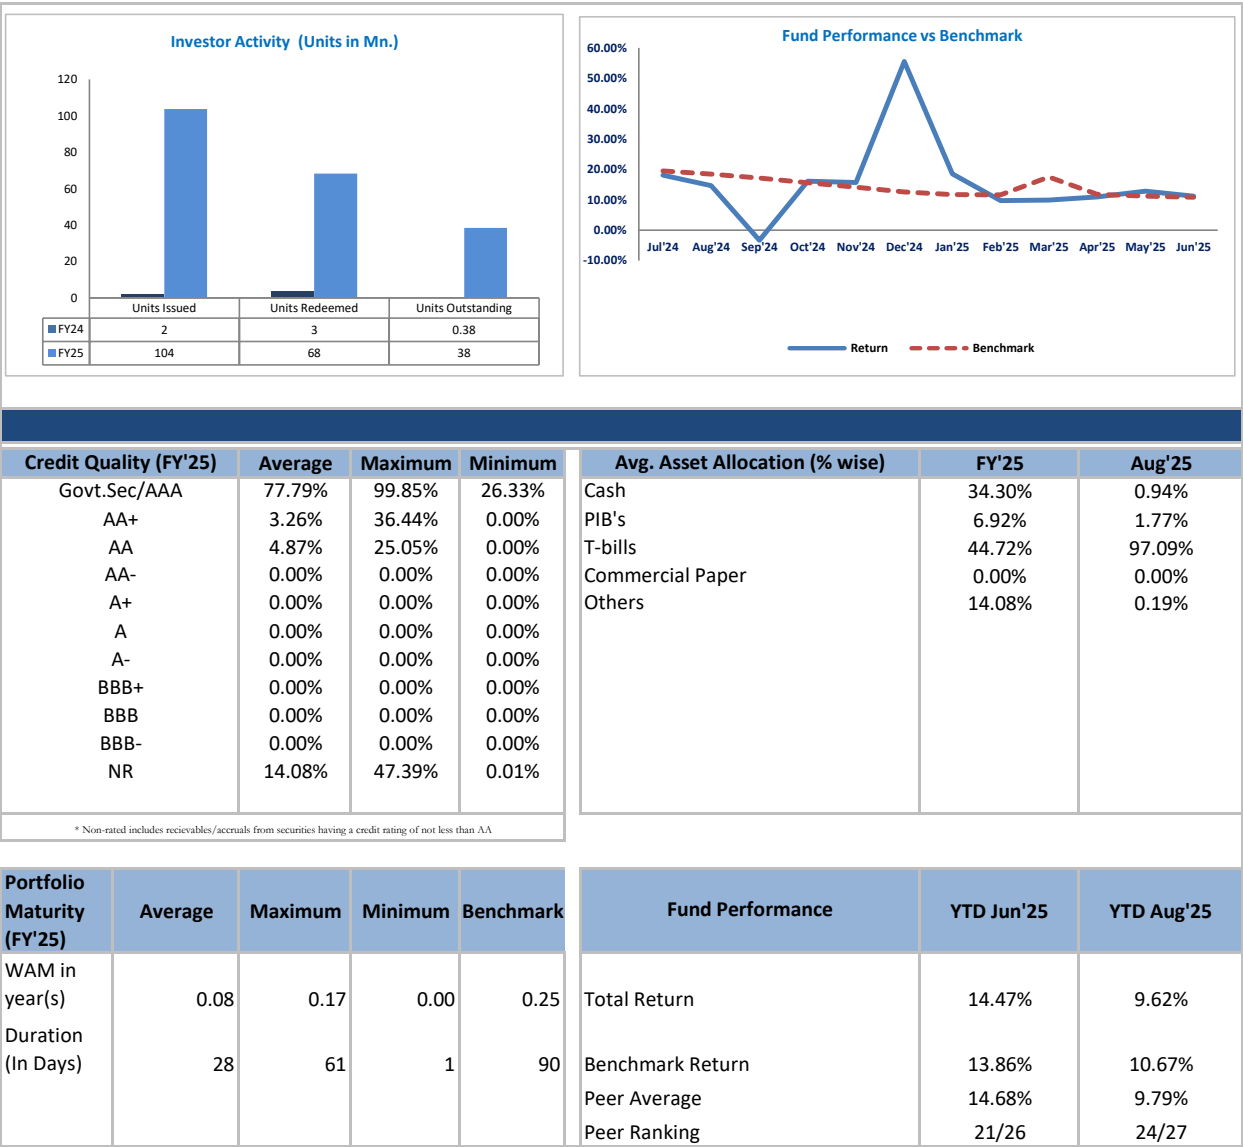 Investor Activity (Units in Mn.)
120
100
80
60
40
20
0
Units Issued Units Redeemed Units Outstanding
FY24 2 3 0.38
FY25 104 68 38
Fund Performance vs Benchmark
60.00%
50.00%
40.00%
30.00%
20.00%
10.00%
0.00%
-10.00%
Jul'24 Aug'24 Sep'24 Oct'24 Nov'24 Dec'24 Jan'25 Feb'25 Mar'25 Apr'25 May'25 Jun'25
Return Benchmark
Credit Quality (FY'25) Average Maximum Minimum
Govt.Sec/AAA 77.79% 99.85% 26.33%
AA+ 3.26% 36.44% 0.00%
AA 4.87% 25.05% 0.00%
AA- 0.00% 0.00% 0.00%
A+ 0.00% 0.00% 0.00%
A 0.00% 0.00% 0.00%
A- 0.00% 0.00% 0.00%
BBB+ 0.00% 0.00% 0.00%
BBB 0.00% 0.00% 0.00%
BBB- 0.00% 0.00% 0.00%
NR 14.08% 47.39% 0.01%
* Non-rated includes recievables/accruals from securities having a credit rating of not less than AA
Avg. Asset Allocation (% wise) FY'25 Aug'25
Cash 34.30% 0.94%
PIB's 6.92% 1.77%
T-bills 44.72% 97.09%
Commercial Paper 0.00% 0.00%
Others 14.08% 0.19%
Portfolio
Maturity
(FY'25) Average Maximum Minimum Benchmark
WAM in
year(s) 0.08 0.17 0.00 0.25
Duration
(In Days) 28 61 1 90
Fund Performance YTD Jun'25 YTD Aug'25
Total Return 14.47% 9.62%
Benchmark Return 13.86% 10.67%
Peer Average 14.68% 9.79%
Peer Ranking 21/26 24/27